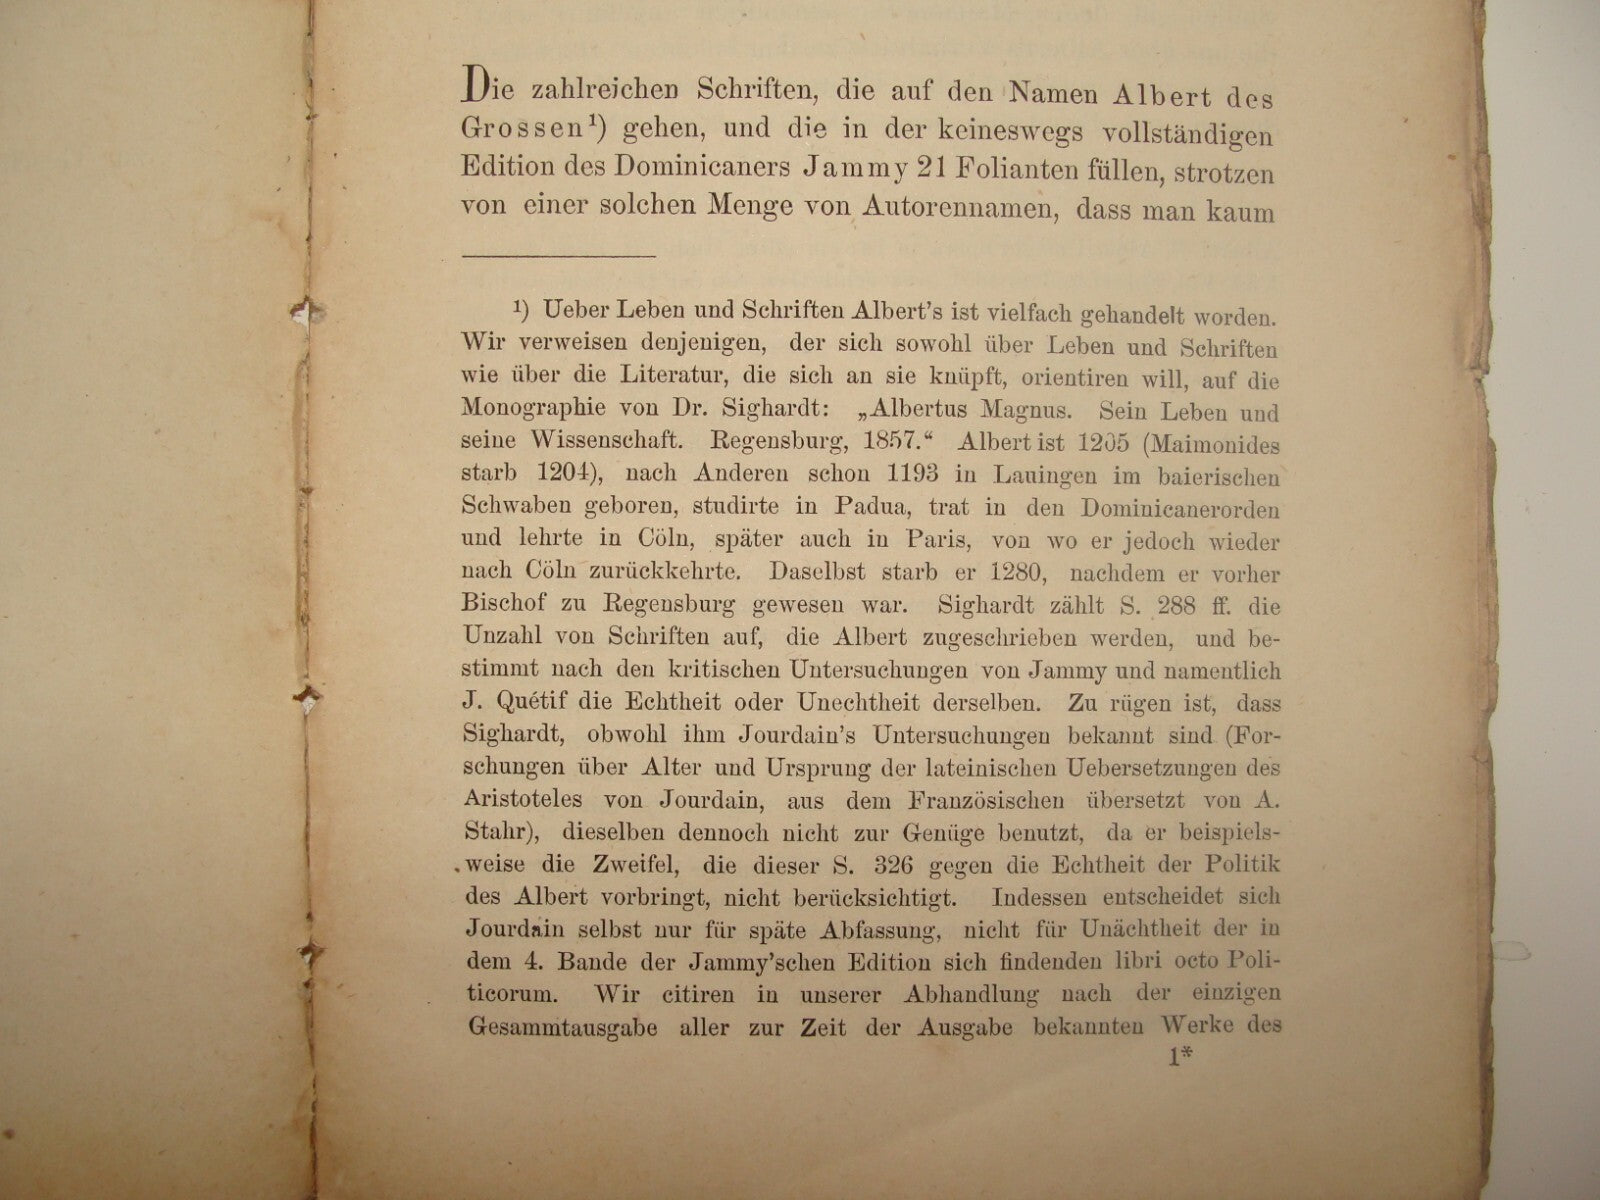 Die zahlreichen Schriften, die auf den Namen Albert des
Grossen¹) gehen, und die in der keineswegs vollständigen
Edition des Dominicaners Jammy 21 Folianten füllen, strotzen
von einer solchen Menge von Autorennamen, dass man kaum
¹) Ueber Leben und Schriften Albert's ist vielfach gehandelt worden.
Wir verweisen denjenigen, der sich sowohl über Leben und Schriften
wie über die Literatur, die sich an sie knüpft, orientiren will, auf die
Monographie von Dr. Sighardt: „Albertus Magnus. Sein Leben und
seine Wissenschaft. Regensburg, 1857.“ Albert ist 1205 (Maimonides
starb 1204), nach Anderen schon 1193 in Lauingen im baierischen
Schwaben geboren, studirte in Padua, trat in den Dominicanerorden
und lehrte in Cöln, später auch in Paris, von wo er jedoch wieder
nach Cöln zurückkehrte. Daselbst starb er 1280, nachdem er vorher
Bischof zu Regensburg gewesen war. Sighardt zählt S. 288 ff. die
Unzahl von Schriften auf, die Albert zugeschrieben werden, und be-
stimmt nach den kritischen Untersuchungen von Jammy und namentlich
J. Quétif die Echtheit oder Unechtheit derselben. Zu rügen ist, dass
Sighardt, obwohl ihm Jourdain's Untersuchungen bekannt sind (For-
schungen über Alter und Ursprung der lateinischen Uebersetzungen des
Aristoteles von Jourdain, aus dem Französischen übersetzt von A.
Stahr), dieselben dennoch nicht zur Genüge benutzt, da er beispiels-
weise die Zweifel, die dieser S. 326 gegen die Echtheit der Politik
des Albert vorbringt, nicht berücksichtigt. Indessen entscheidet sich
Jourdain selbst nur für späte Abfassung, nicht für Unächtheit der in
dem 4. Bande der Jammy'schen Edition sich findenden libri octo Poli-
ticorum. Wir citiren in unserer Abhandlung nach der einzigen
Gesammtausgabe aller zur Zeit der Ausgabe bekannten Werke des
1*